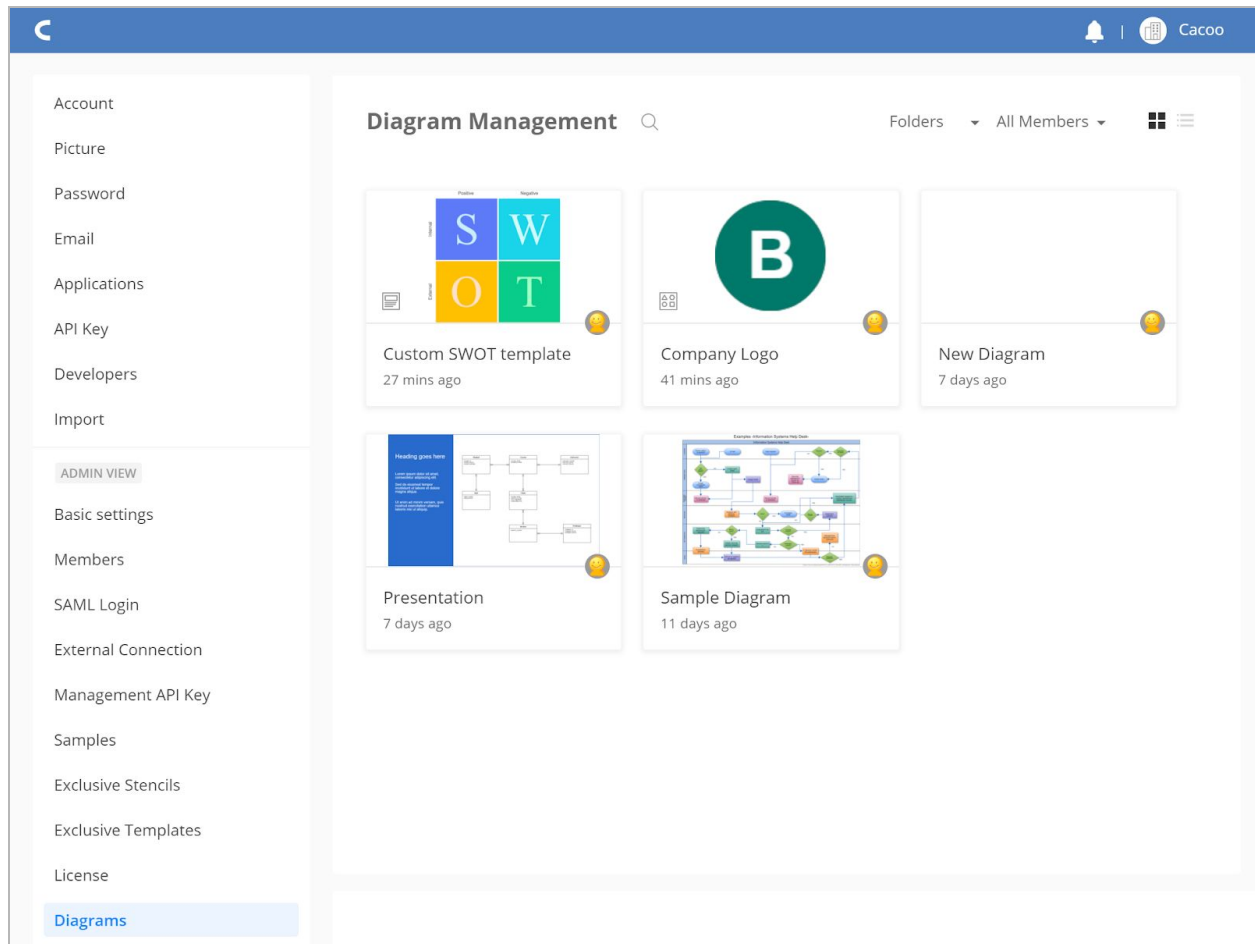 C
| Cacoo
Account
Picture
Password
Email
Applications
API Key
Developers
Import
ADMIN VIEW
Basic settings
Members
SAML Login
External Connection
Management API Key
Samples
Exclusive Stencils
Exclusive Templates
License
Diagrams
Diagram Management
Folders
All Members
Positive Negative
Internal
S W
External
O T
Custom SWOT template
27 mins ago
B
Company Logo
41 mins ago
New Diagram
7 days ago
Heading goes here
Presentation
7 days ago
Sample Diagram
11 days ago